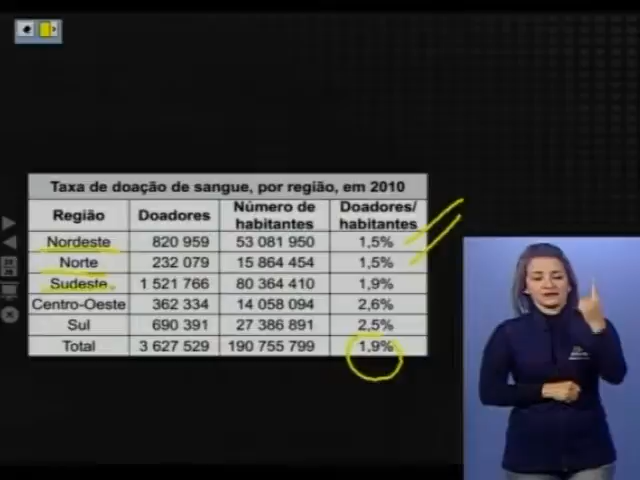 Taxa de doação de sangue, por região, em 2010
Região Doadores Número de habitantes Doadores/ habitantes
Nordeste 820 959 53 081 950 1,5%
Norte 232 079 15 864 454 1,5%
Sudeste 1 521 766 80 364 410 1,9%
Centro-Oeste 362 334 14 058 094 2,6%
Sul 690 391 27 386 891 2,5%
Total 3 627 529 190 755 799 1,9%